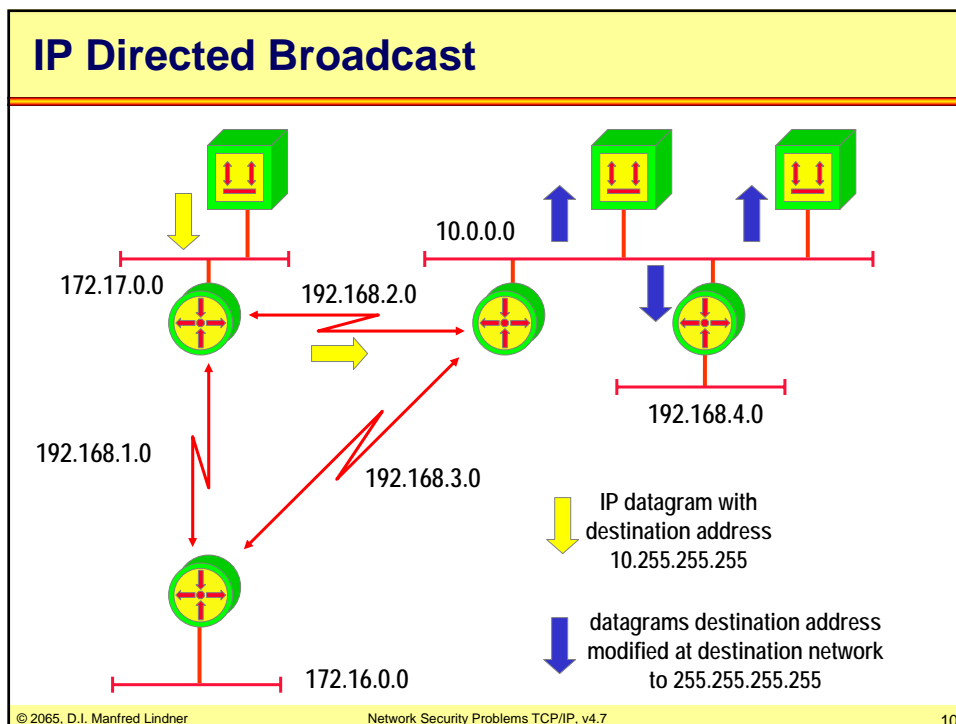 IP Directed Broadcast
10.0.0.0
172.17.0.0
192.168.2.0
192.168.4.0
192.168.1.0
192.168.3.0
IP datagram with
destination address
10.255.255.255
datagrams destination address
modified at destination network
to 255.255.255.255
172.16.0.0
© 2065, D.I. Manfred Lindner
Network Security Problems TCP/IP, v4.7
10